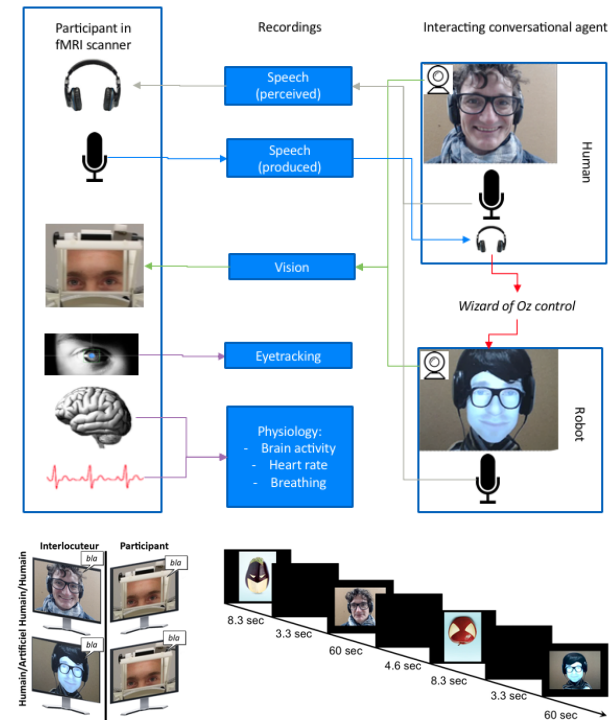 Participant in
fMRI scanner
Recordings
Interacting conversational agent
Speech
(perceived)
Speech
(produced)
Human
Vision
Wizard of Oz control
Eyetracking
Robot
Physiology:
- Brain activity
- Heart rate
- Breathing
Interlocuteur
Participant
bla
bla
bla
bla
Humain/Artificiel Humain/Humain
8.3 sec
3.3 sec
60 sec
4.6 sec
8.3 sec
3.3 sec
60 sec